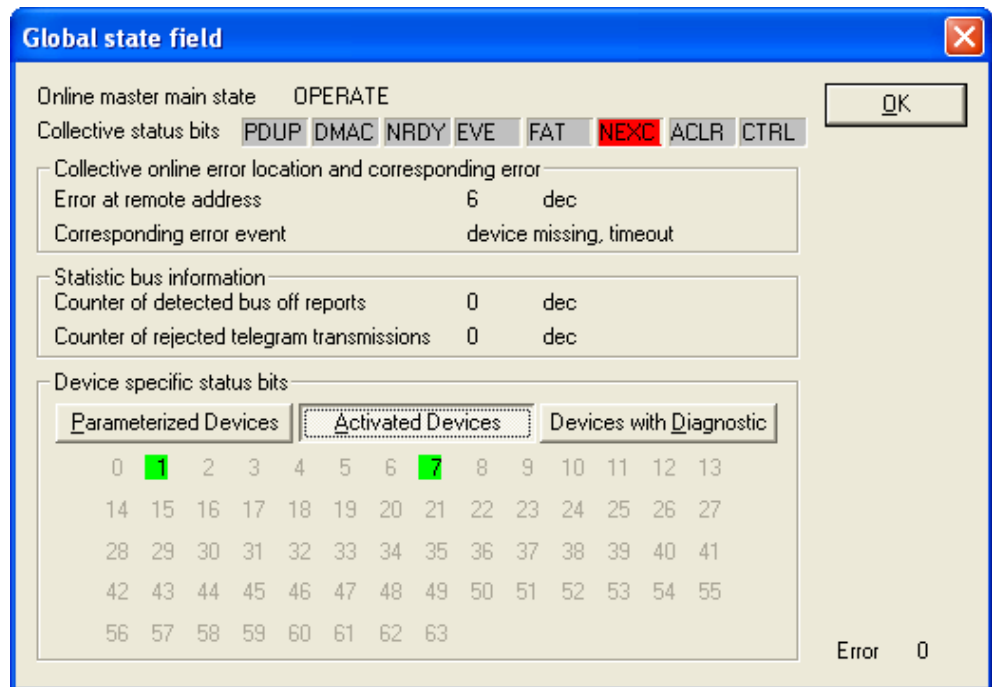 Global state field
Online master main state OPERATE
OK
Collective status bits PDUP DMAC NRDY EVE FAT NEXC ACLR CTRL
Collective online error location and corresponding error
Error at remote address 6 dec
Corresponding error event device missing, timeout
Statistic bus information
Counter of detected bus off reports 0 dec
Counter of rejected telegram transmissions 0 dec
Device specific status bits
Parameterized Devices Activated Devices Devices with Diagnostic
0 1 2 3 4 5 6 7 8 9 10 11 12 13
14 15 16 17 18 19 20 21 22 23 24 25 26 27
28 29 30 31 32 33 34 35 36 37 38 39 40 41
42 43 44 45 46 47 48 49 50 51 52 53 54 55
56 57 58 59 60 61 62 63
Error 0